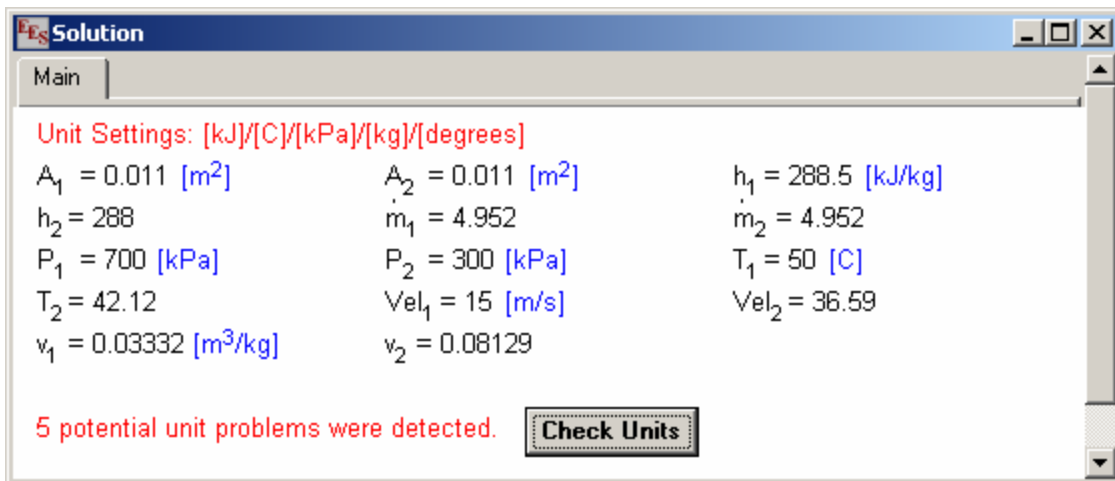 EES Solution
Main
Unit Settings: [kJ]/[C]/[kPa]/[kg]/[degrees]
A₁ = 0.011 [m²] A₂ = 0.011 [m²] h₁ = 288.5 [kJ/kg]
h₂ = 288 ṁ₁ = 4.952 ṁ₂ = 4.952
P₁ = 700 [kPa] P₂ = 300 [kPa] T₁ = 50 [C]
T₂ = 42.12 Vel₁ = 15 [m/s] Vel₂ = 36.59
v₁ = 0.03332 [m³/kg] v₂ = 0.08129
5 potential unit problems were detected. Check Units